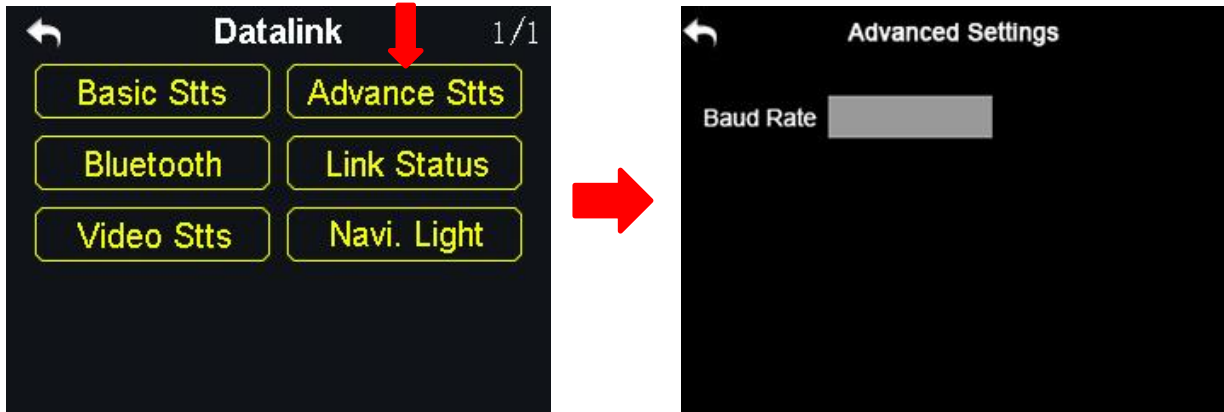 Datalink 1/1
Basic Stts Advance Stts
Bluetooth Link Status
Video Stts Navi. Light
Advanced Settings
Baud Rate